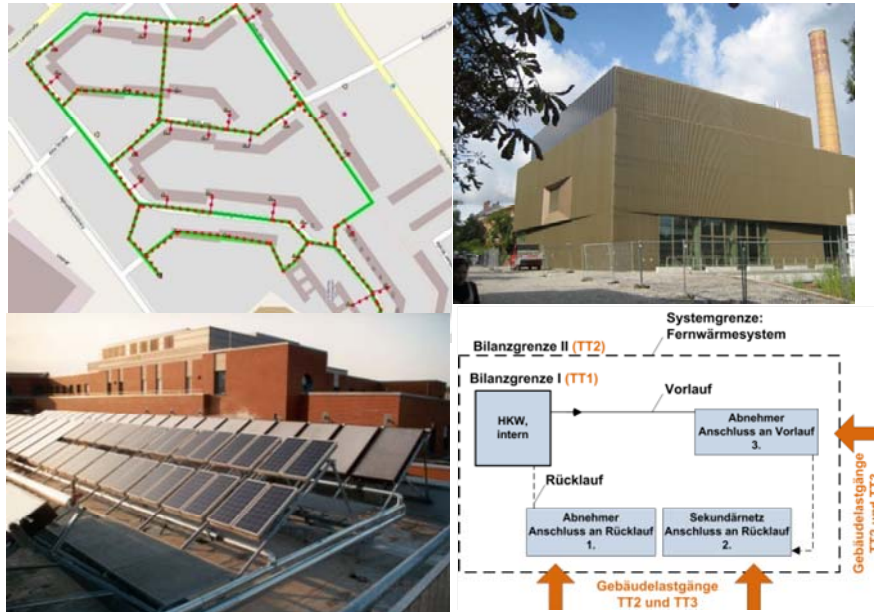 Systemgrenze:
Fernwärmesystem
Bilanzgrenze II (TT2)
Bilanzgrenze I (TT1)
Vorlauf
HKW,
intern
Abnehmer
Anschluss an Vorlauf
3.
Rücklauf
Abnehmer
Anschluss an Rücklauf
1.
Sekundärnetz
Anschluss an Rücklauf
2.
Gebäudelastgänge
Gebäudelastgänge
TT2 und TT3